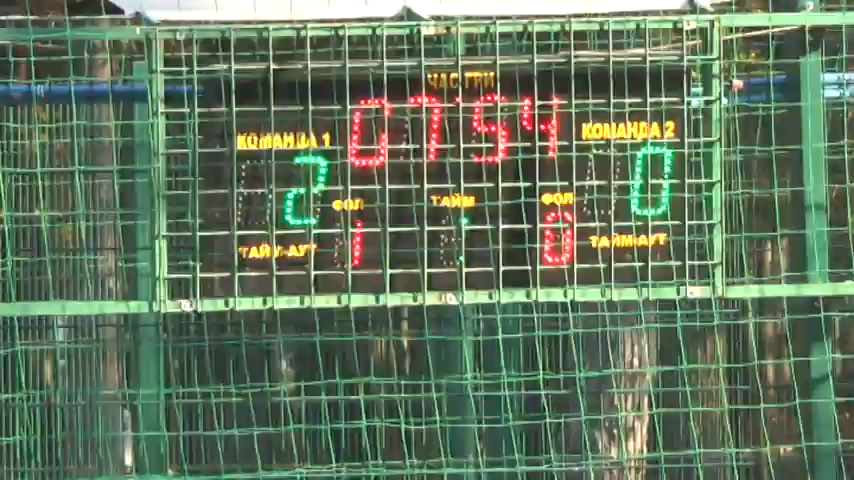 ЧАС ГРИ
07:54
КОМАНДА 1
КОМАНДА 2
2
0
ФОЛ
ТАЙМ
ФОЛ
1
1
0
ТАЙМ-АУТ
ТАЙМ-АУТ